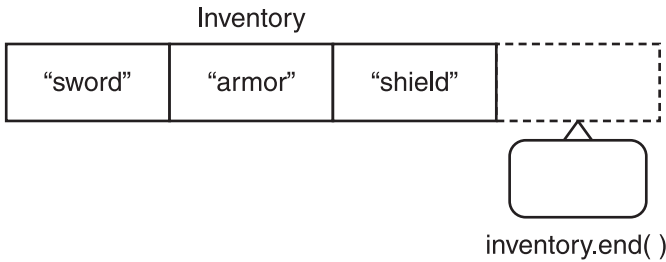 Inventory
“sword” “armor” “shield”
inventory.end( )